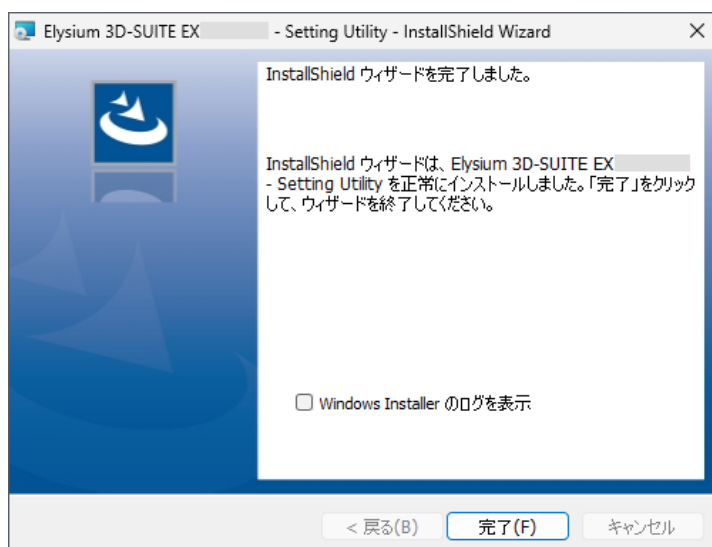 Elysium 3D-SUITE EX - Setting Utility - InstallShield Wizard
InstallShield ウィザードを完了しました。
InstallShield ウィザードは、Elysium 3D-SUITE EX
- Setting Utility を正常にインストールしました。「完了」をクリック
して、ウィザードを終了してください。
Windows Installer のログを表示
< 戻る(B)
完了(F)
キャンセル